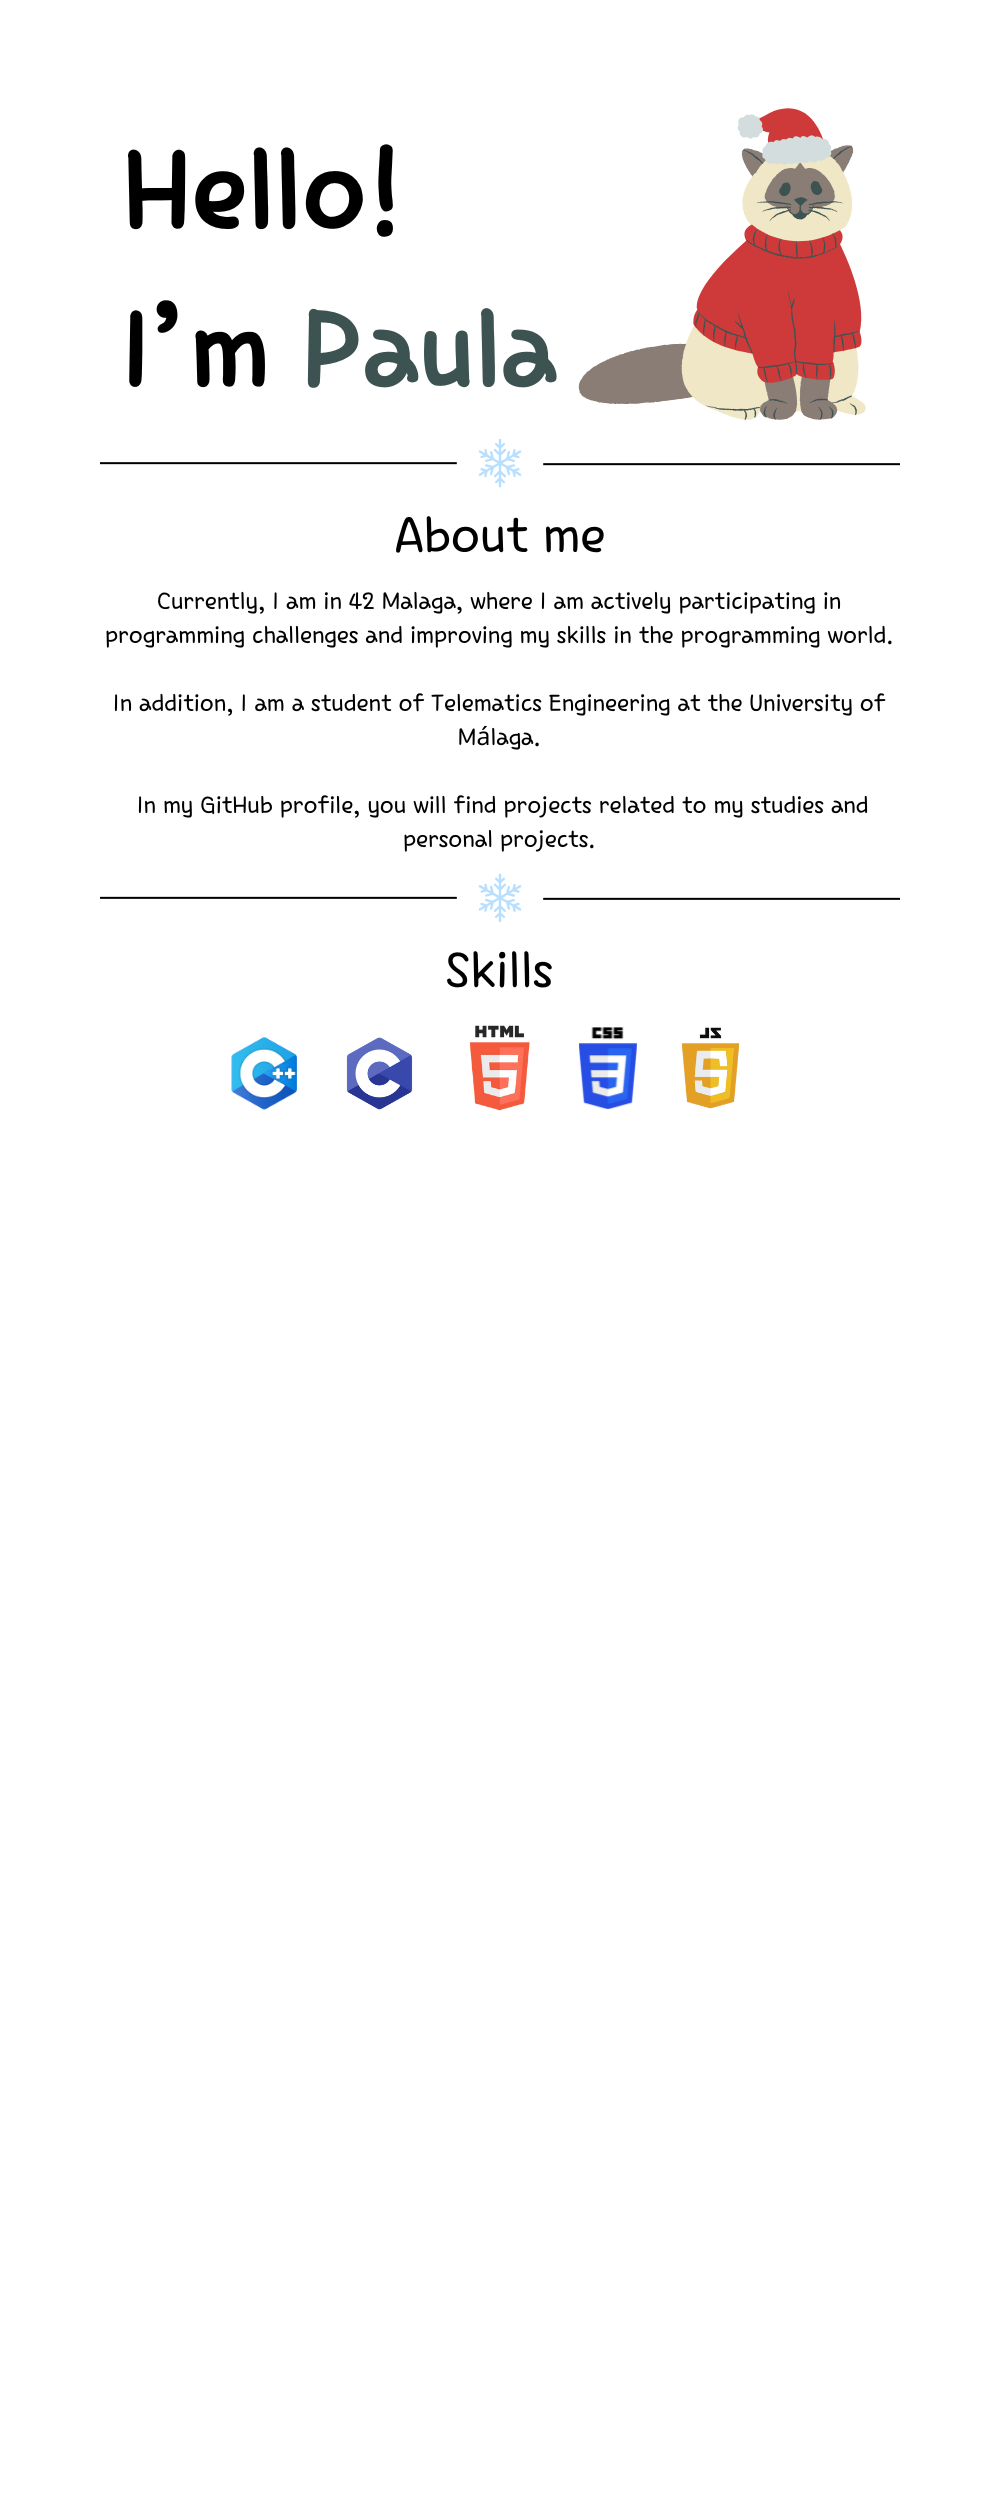 Hello!
I’m Paula
About me
Currently, I am in 42 Malaga, where I am actively participating in
programming challenges and improving my skills in the programming world.
In addition, I am a student of Telematics Engineering at the University of
Málaga.
In my GitHub profile, you will find projects related to my studies and
personal projects.
Skills
C++ C HTML 5 CSS 3 JS 5